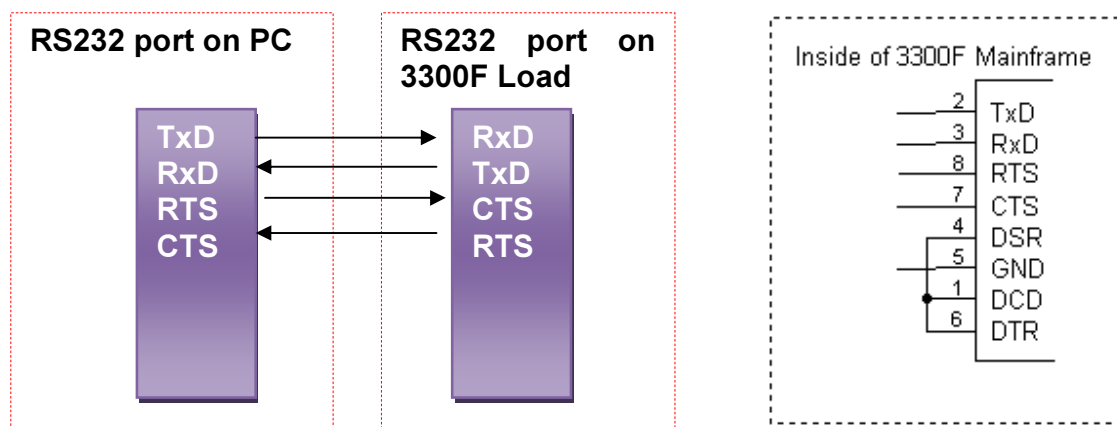 RS232 port on PC
RS232 port on
3300F Load
TxD
RxD
RTS
CTS
RxD
TxD
CTS
RTS
Inside of 3300F Mainframe
2 TxD
3 RxD
8 RTS
7 CTS
4 DSR
5 GND
1 DCD
6 DTR